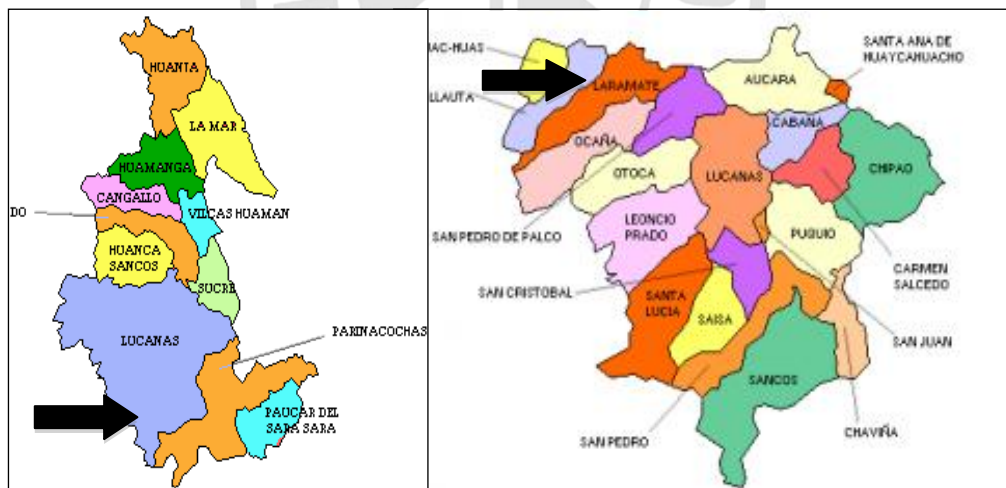 HUANTA
LA MAR
HUAMANGA
CANGALLO
DO
VILCAS HUAMAN
HUANCA
SANCOS
SUCRE
LUCANAS
PARINACOCHAS
PAUCAR DEL
SARA SARA
AC-HUAS
LLAUTA
LARAMATE
AUCARA
SANTA ANA DE
HUAYCAHUACHO
CABANA
OCAÑA
OTOCA
LUCANAS
CHIPAO
SAN PEDRO DE PALCO
LEONCIO
PRADO
PUQUIO
CARMEN
SALCEDO
SAN CRISTOBAL
SANTA
LUCIA
SAISA
SAN JUAN
SANCOS
SAN PEDRO
CHAVIÑA